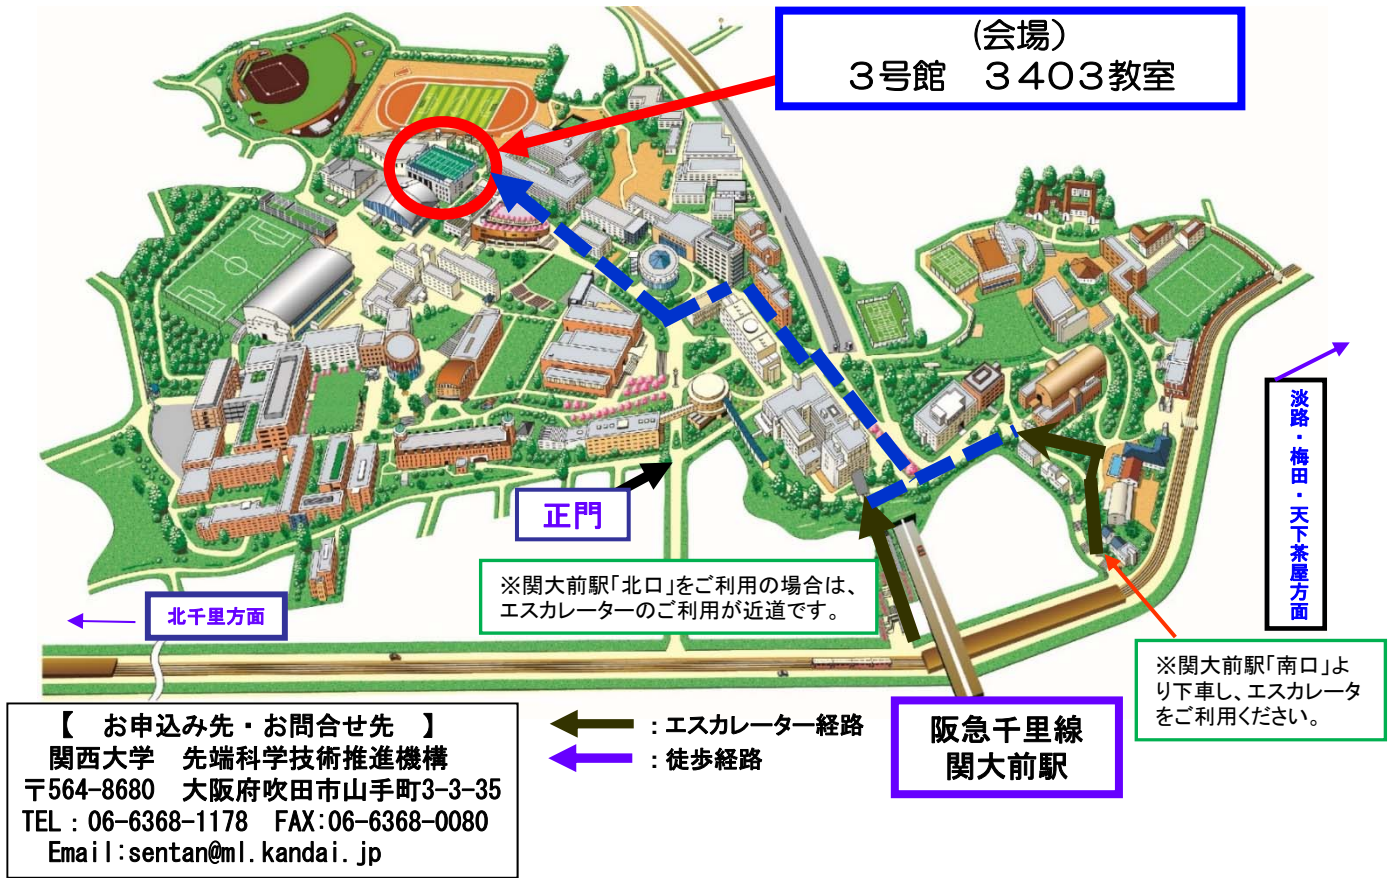 (会場)
3号館　3403教室
淡路・梅田・天下茶屋方面
正門
※関大前駅「北口」をご利用の場合は、
エスカレーターのご利用が近道です。
北千里方面
※関大前駅「南口」よ
り下車し、エスカレータ
をご利用ください。
【　お申込み先・お問合せ先　】
関西大学　先端科学技術推進機構
〒564-8680　大阪府吹田市山手町3-3-35
TEL：06-6368-1178　FAX:06-6368-0080
Email:sentan@ml.kandai.jp
：エスカレーター経路
：徒歩経路
阪急千里線
関大前駅